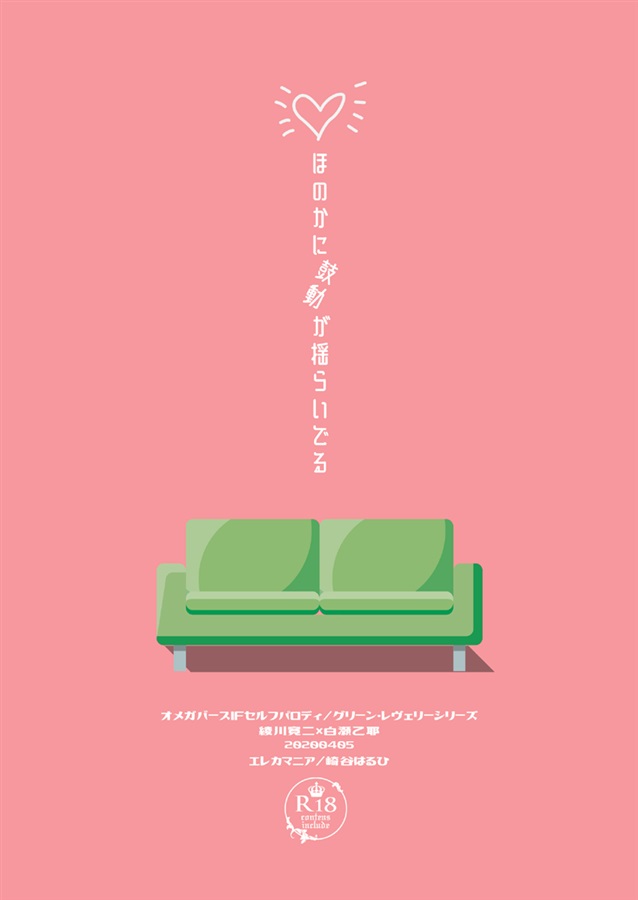 ほのかに鼓動が揺らいでる
オメガバースIFセルフパロディ/グリーン・レヴェリーシリーズ
綾川寛二×白瀬乙耶
20200405
エレカマニア/崎谷はるひ
R18
contens
include